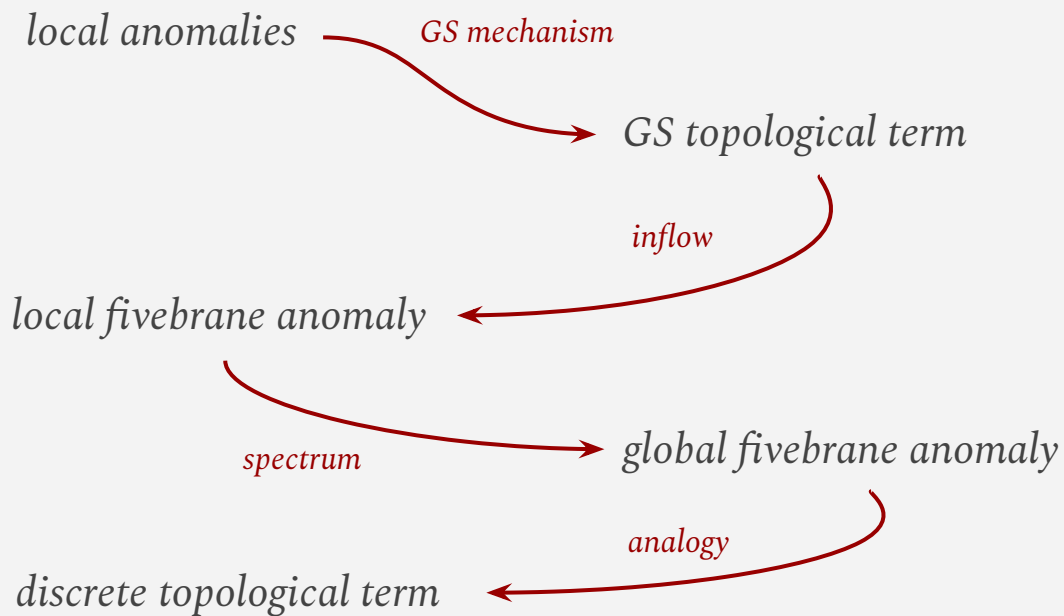 local anomalies
GS mechanism
GS topological term
inflow
local fivebrane anomaly
spectrum
global fivebrane anomaly
analogy
discrete topological term